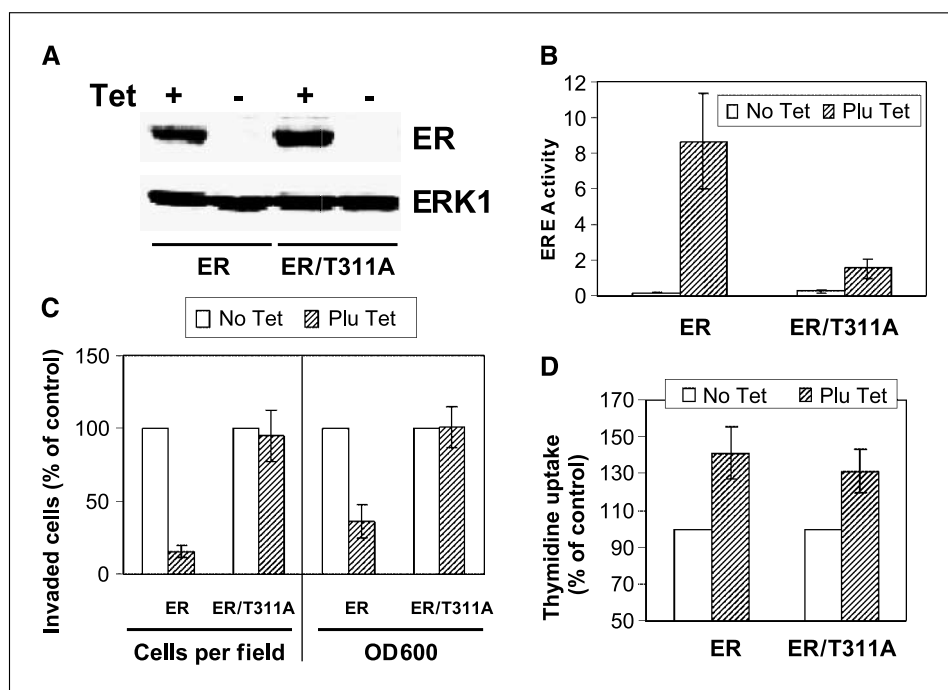 A
Tet + - + -
ER
ERK1
ER ER/T311A
B
12
10
8
6
4
2
0
ERE Activity
No Tet Plu Tet
ER ER/T311A
C
No Tet Plu Tet
150
100
50
0
Invaded cells (% of control)
ER ER/T311A ER ER/T311A
Cells per field OD600
D
No Tet Plu Tet
170
150
130
110
90
70
50
Thymidine uptake
(% of control)
ER ER/T311A